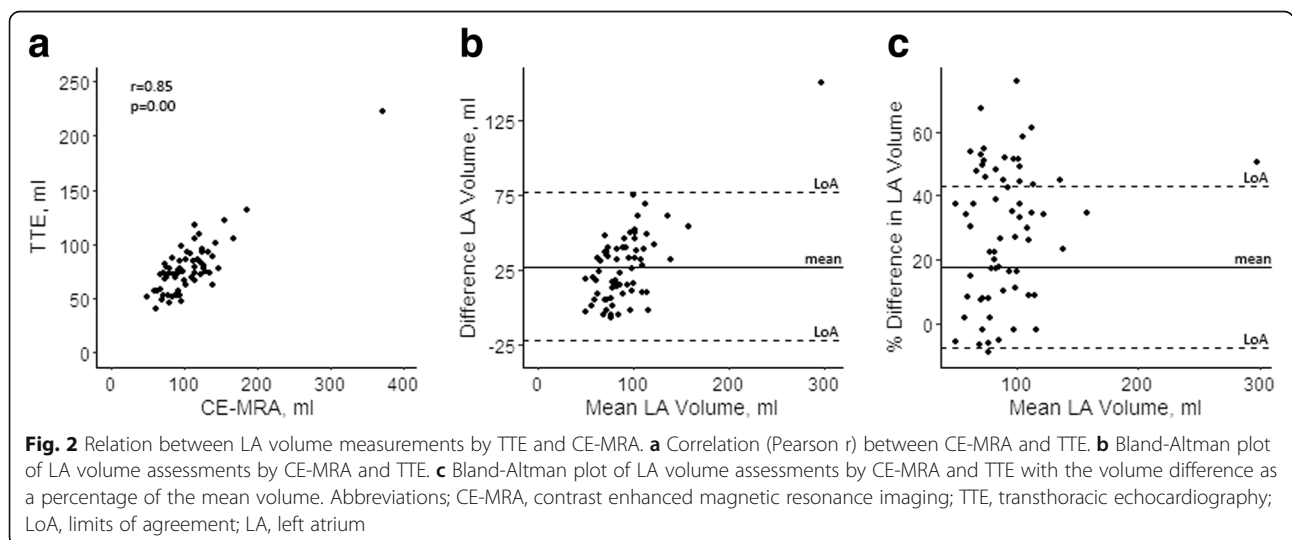 a
b
c
r=0.85
p=0.00
250
200
150
100
50
0
TTE, ml
0
100
200
300
400
CE-MRA, ml
125
75
25
-25
Difference LA Volume, ml
LoA
mean
LoA
0
100
200
300
Mean LA Volume, ml
60
40
20
0
% Difference in LA Volume
LoA
mean
LoA
100
200
300
Mean LA Volume, ml
Fig. 2 Relation between LA volume measurements by TTE and CE-MRA. a Correlation (Pearson r) between CE-MRA and TTE. b Bland-Altman plot
of LA volume assessments by CE-MRA and TTE. c Bland-Altman plot of LA volume assessments by CE-MRA and TTE with the volume difference as
a percentage of the mean volume. Abbreviations; CE-MRA, contrast enhanced magnetic resonance imaging; TTE, transthoracic echocardiography;
LoA, limits of agreement; LA, left atrium